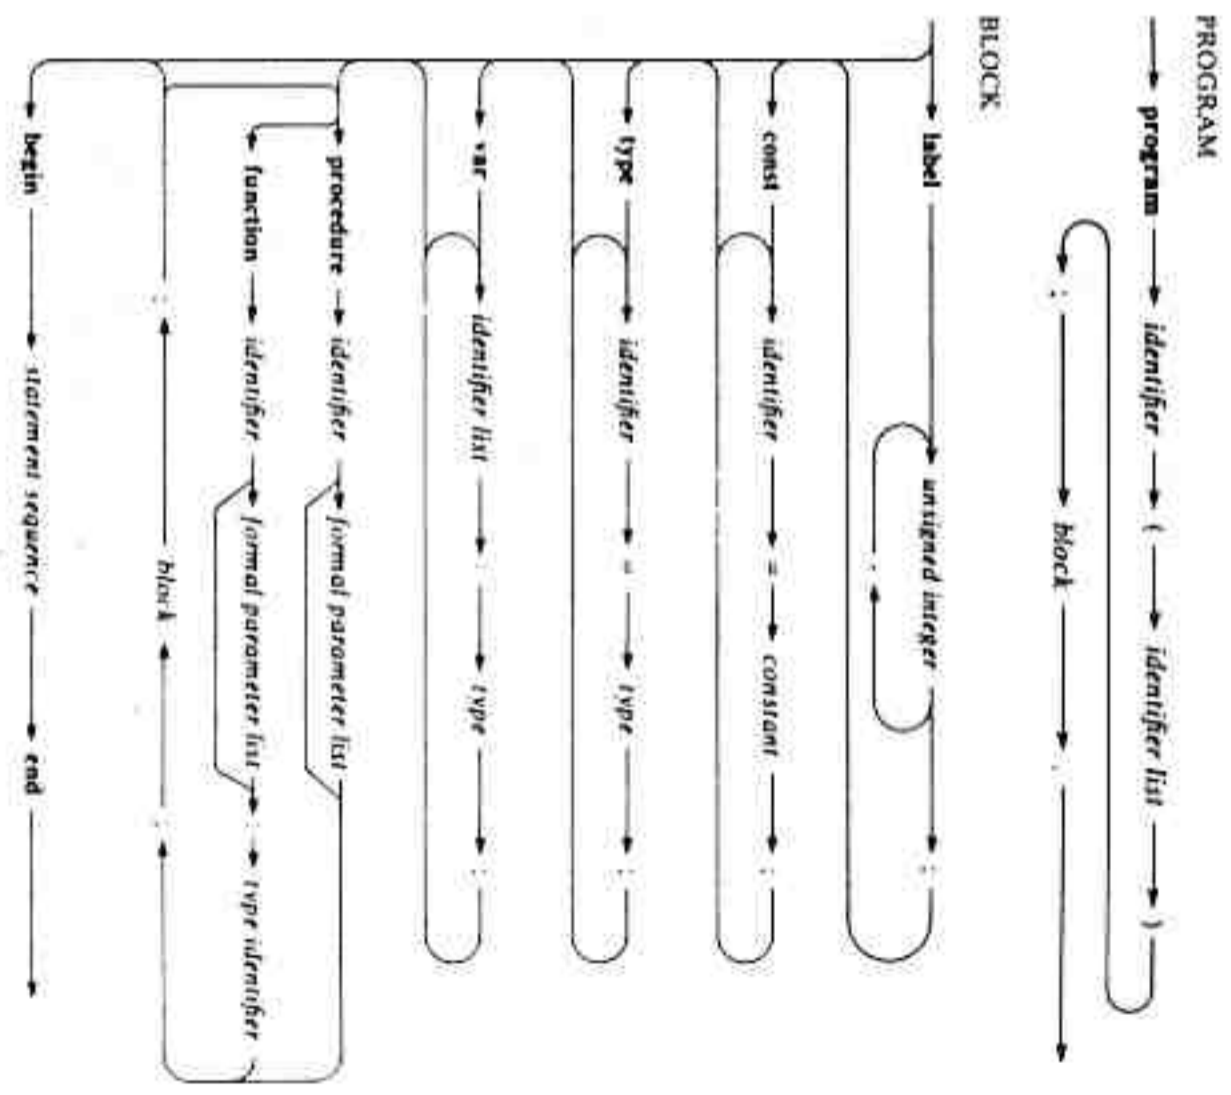 PROGRAM
program identifier ( identifier list )
; block .
BLOCK
label unsigned integer ;
,
const identifier = constant ;
type identifier = type ;
var identifier list : type ;
procedure identifier formal parameter list
function identifier formal parameter list : type identifier
; block ;
begin statement sequence end